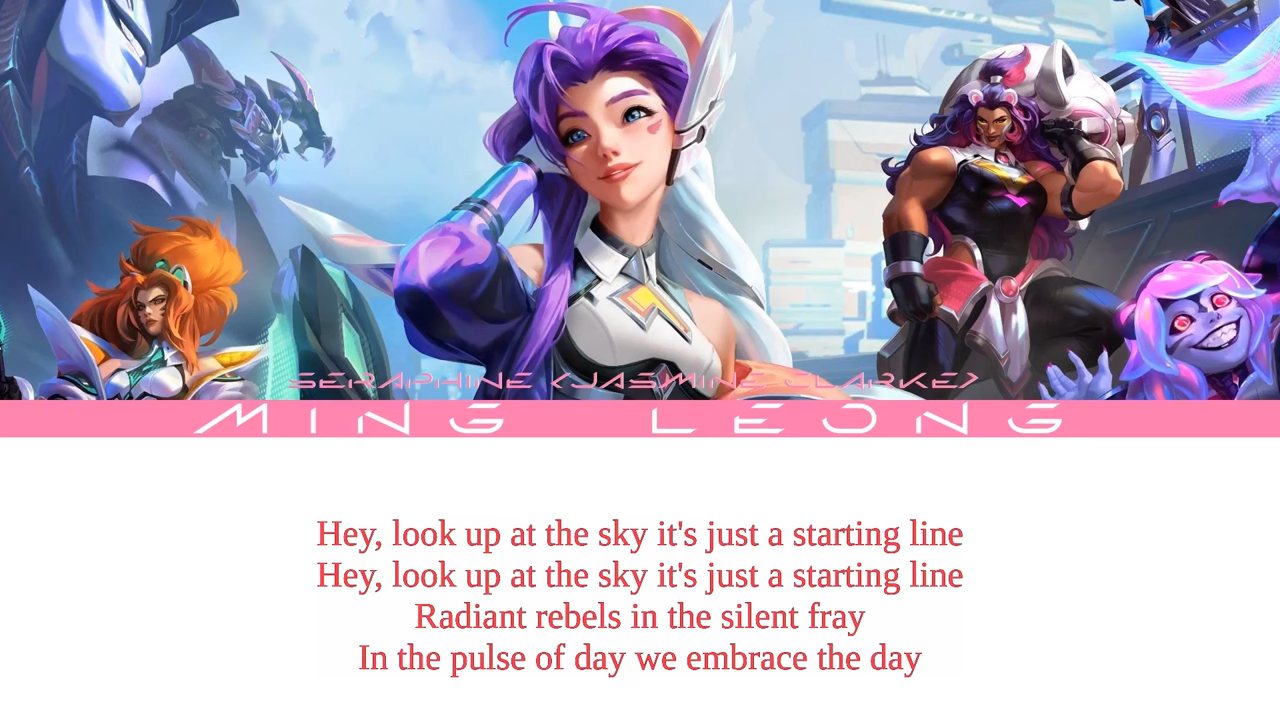 SERAPHINE <JASMINE CLARKE>
MING LEONG
Hey, look up at the sky it's just a starting line
Hey, look up at the sky it's just a starting line
Radiant rebels in the silent fray
In the pulse of day we embrace the day